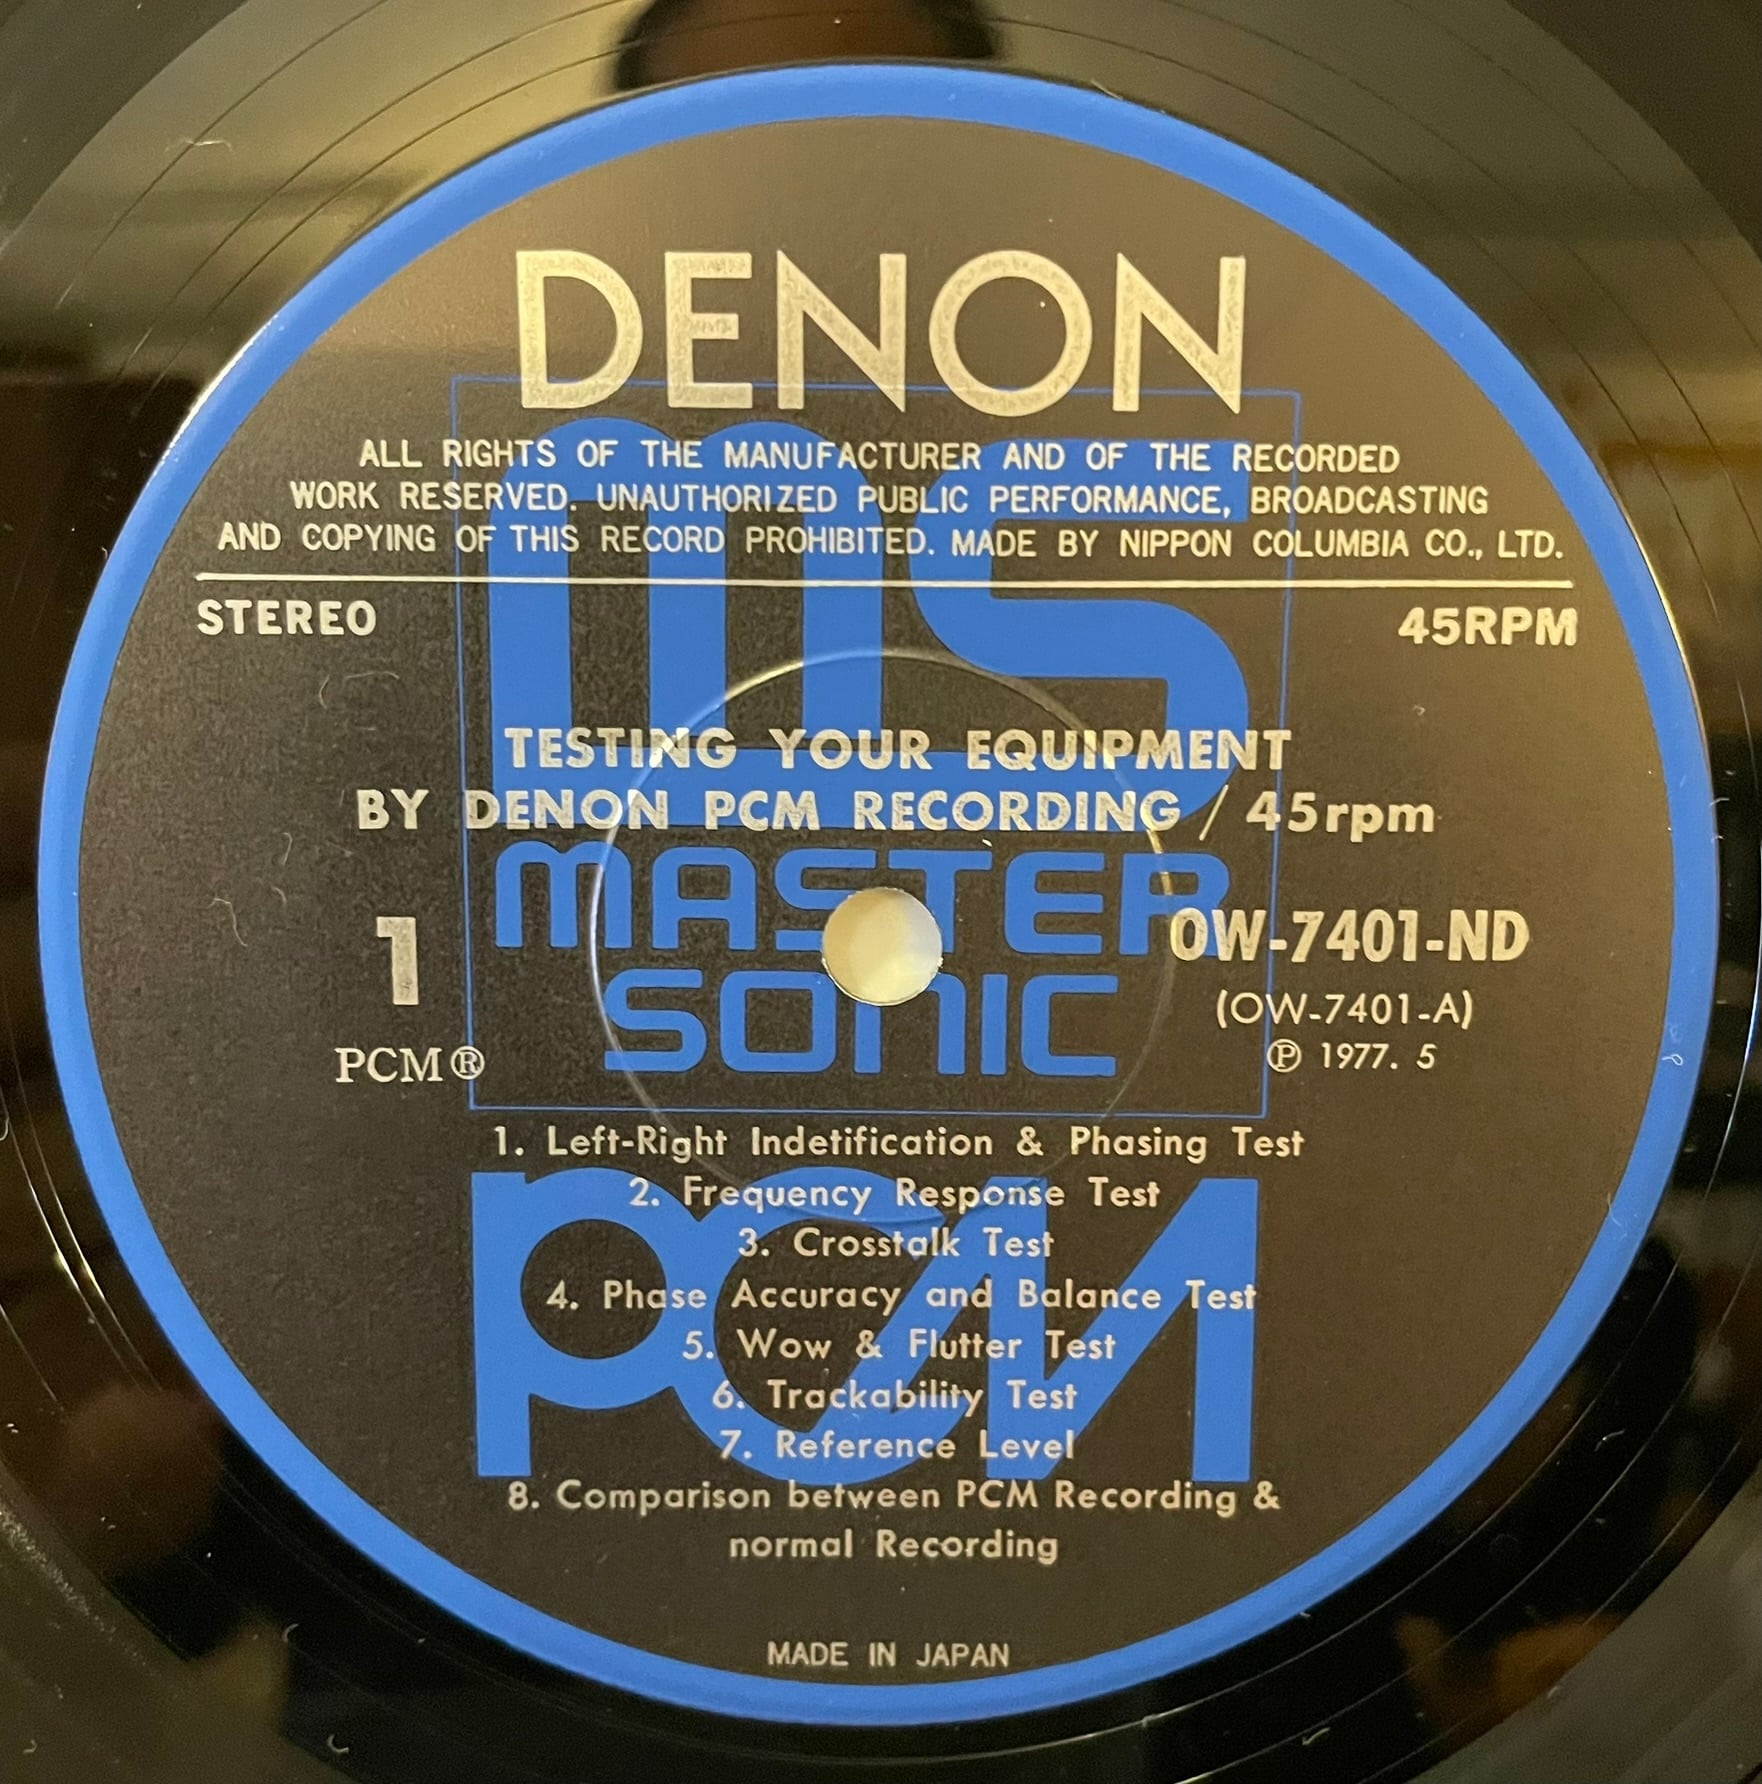 DENON
ms
ALL RIGHTS OF THE MANUFACTURER AND OF THE RECORDED
WORK RESERVED. UNAUTHORIZED PUBLIC PERFORMANCE, BROADCASTING
AND COPYING OF THIS RECORD PROHIBITED. MADE BY NIPPON COLUMBIA CO., LTD.
STEREO
45RPM
TESTING YOUR EQUIPMENT
BY DENON PCM RECORDING / 45rpm
MASTER
SONIC
1
PCM®
OW-7401-ND
(OW-7401-A)
℗ 1977. 5
PCM
1. Left-Right Indetification & Phasing Test
2. Frequency Response Test
3. Crosstalk Test
4. Phase Accuracy and Balance Test
5. Wow & Flutter Test
6. Trackability Test
7. Reference Level
8. Comparison between PCM Recording &
normal Recording
MADE IN JAPAN